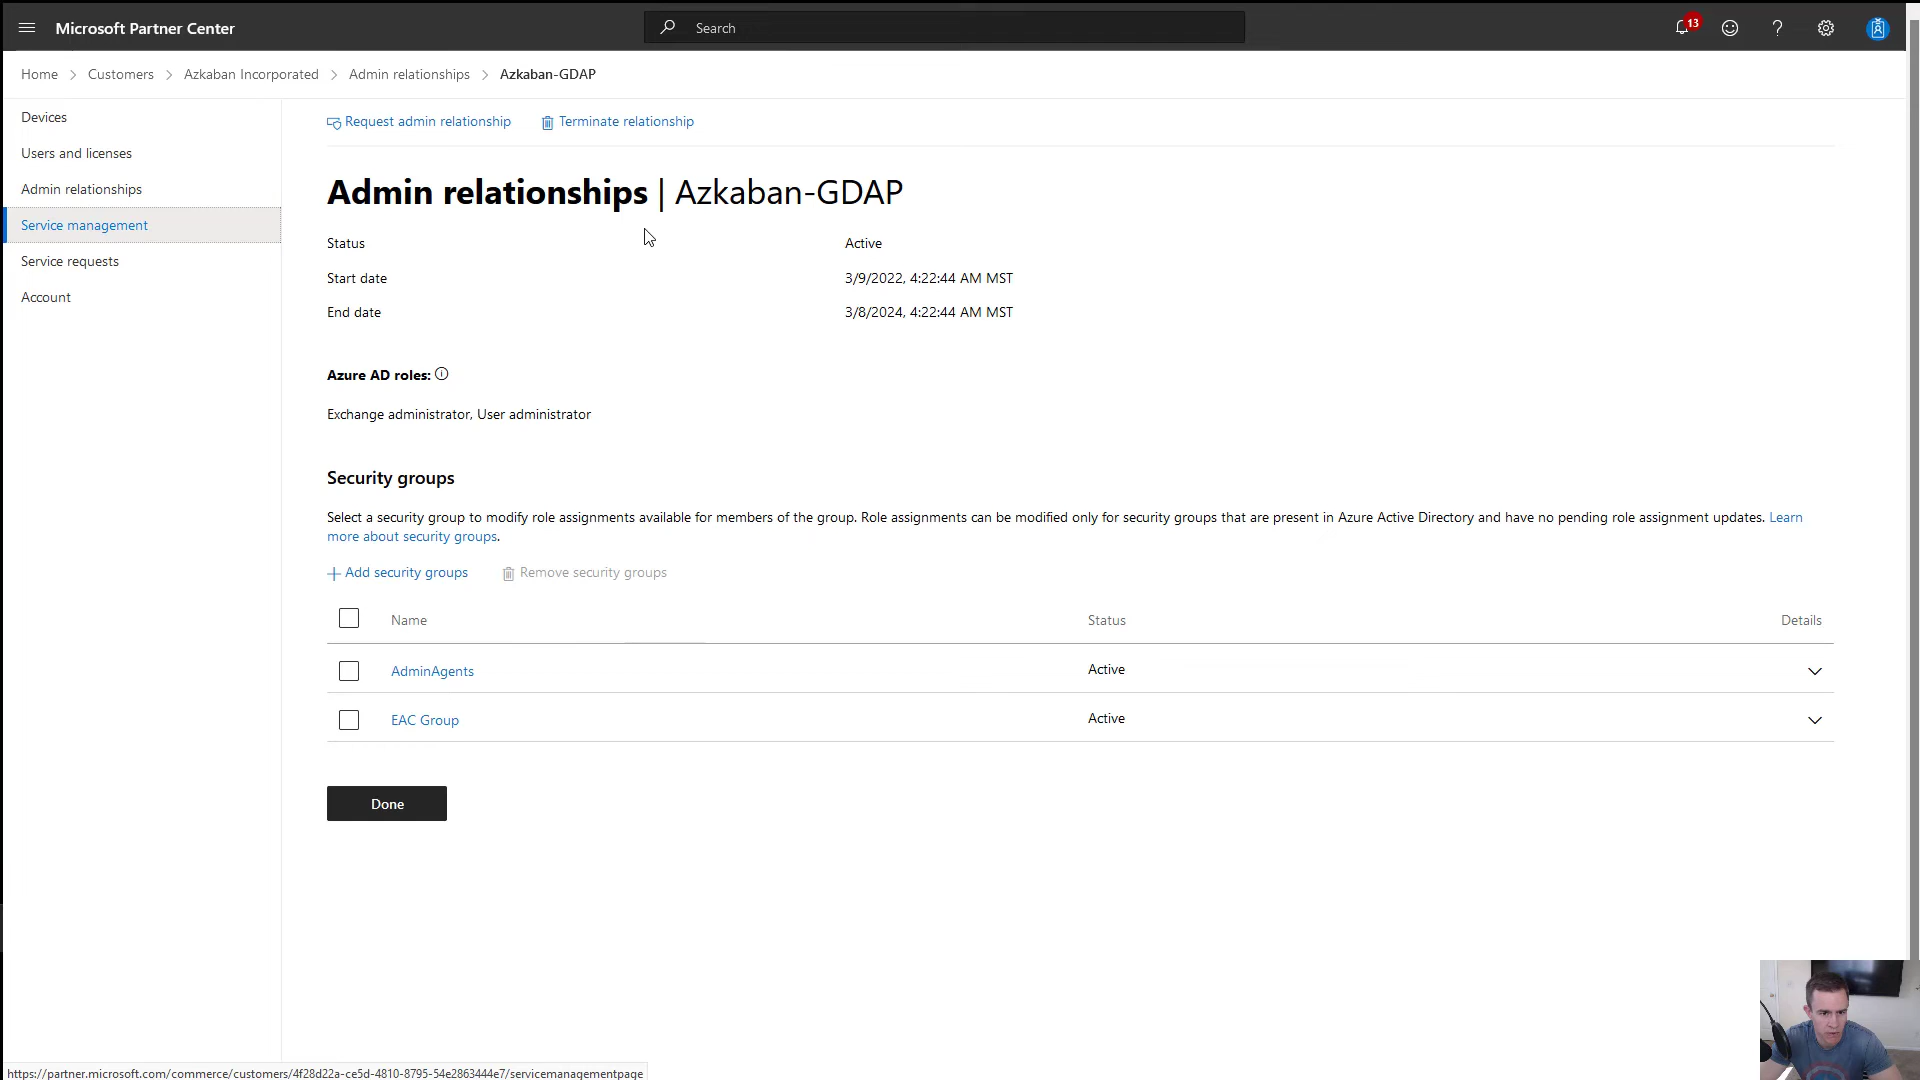 Microsoft Partner Center
Search
13
Home
Customers
Azkaban Incorporated
Admin relationships
Azkaban-GDAP
Devices
Users and licenses
Admin relationships
Service management
Service requests
Account
Request admin relationship
Terminate relationship
Admin relationships | Azkaban-GDAP
Status Active
Start date 3/9/2022, 4:22:44 AM MST
End date 3/8/2024, 4:22:44 AM MST
Azure AD roles:
Exchange administrator, User administrator
Security groups
Select a security group to modify role assignments available for members of the group. Role assignments can be modified only for security groups that are present in Azure Active Directory and have no pending role assignment updates. Learn
more about security groups.
Add security groups
Remove security groups
Name Status Details
AdminAgents Active
EAC Group Active
Done
https://partner.microsoft.com/commerce/customers/4f28d22a-ce5d-4810-8795-54e2863444e7/servicemanagementpage